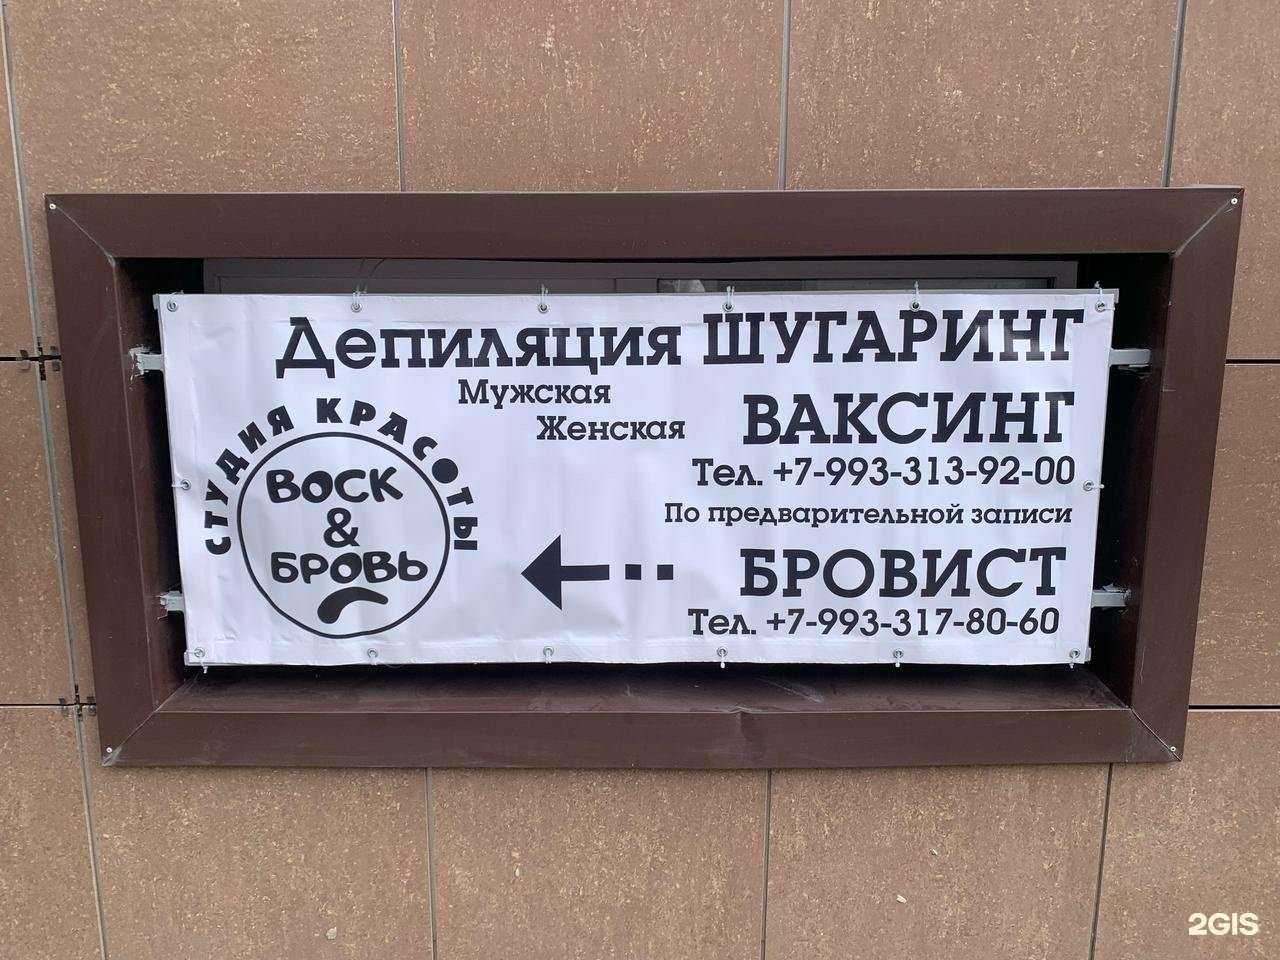 Депиляция ШУГАРИНГ
Мужская
Женская
ВАКСИНГ
Тел. +7-993-313-92-00
По предварительной записи
БРОВИСТ
Тел. +7-993-317-80-60
СТУДИЯ КРАСОТЫ
ВОСК
&
БРОВЬ
2GIS